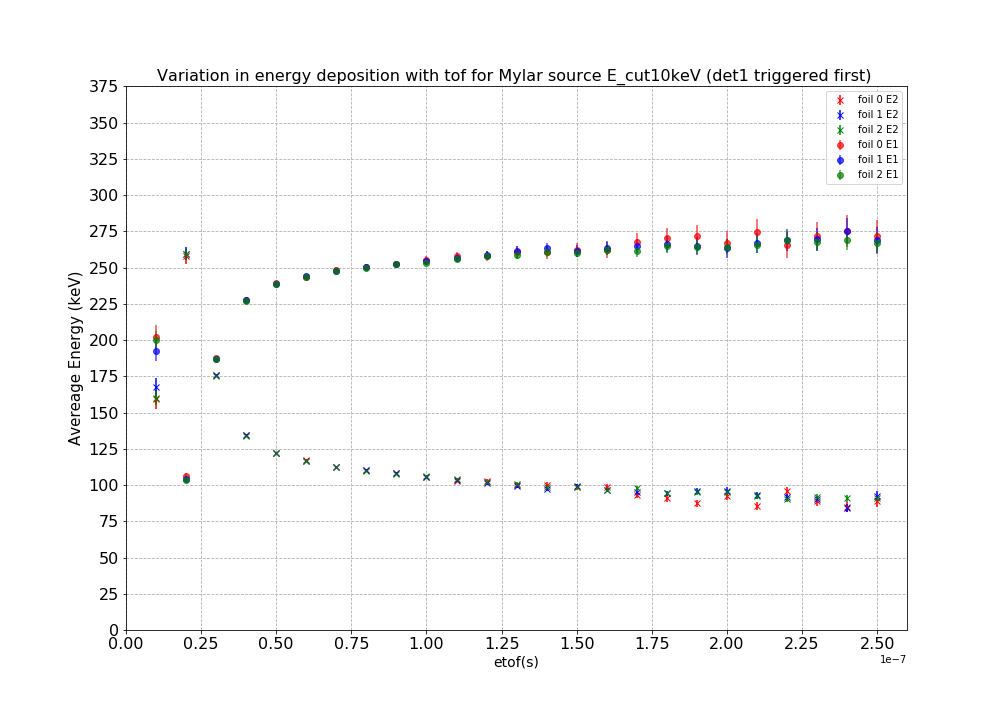 Variation in energy deposition with tof for Mylar source E_cut10keV (det1 triggered first)
foil 0 E2
foil 1 E2
foil 2 E2
foil 0 E1
foil 1 E1
foil 2 E1
Avereage Energy (keV)
375
350
325
300
275
250
225
200
175
150
125
100
75
50
25
0
0.00 0.25 0.50 0.75 1.00 1.25 1.50 1.75 2.00 2.25 2.50
1e−7
etof(s)